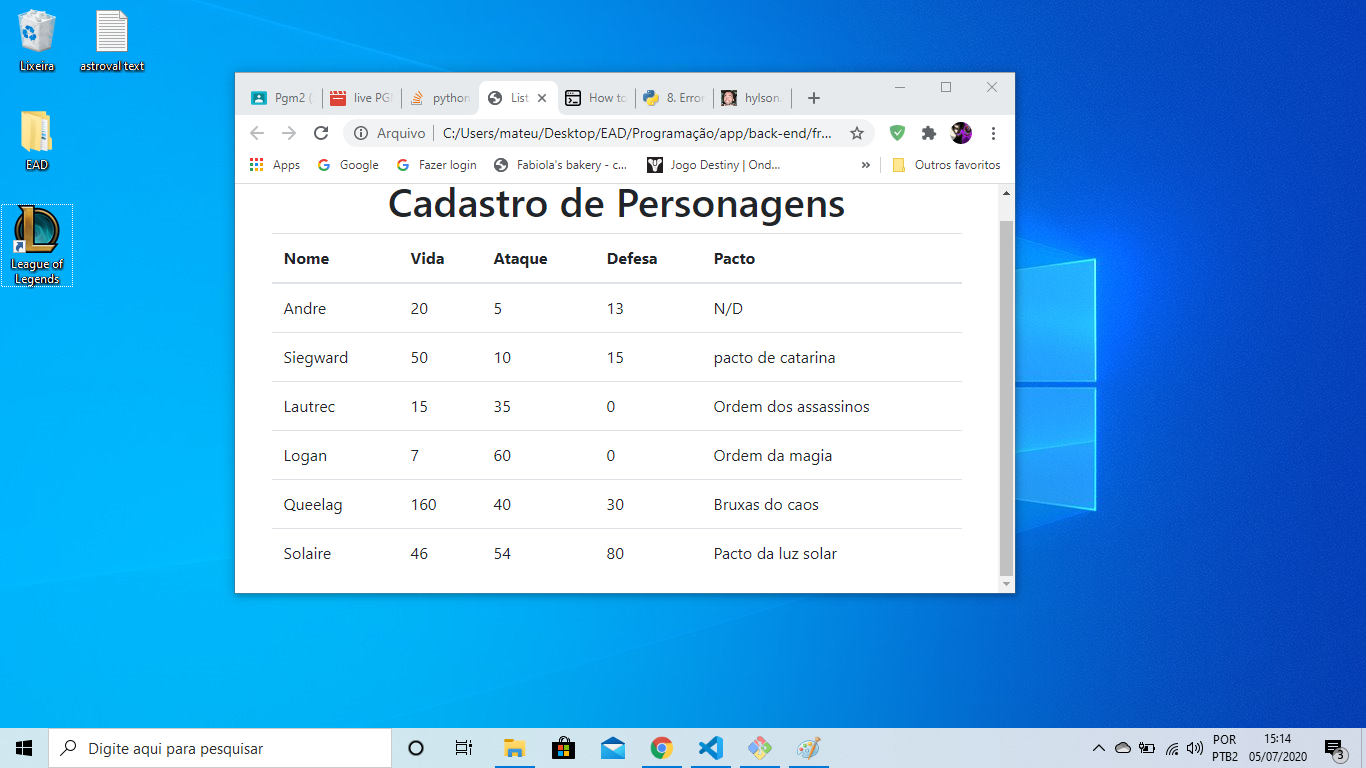 Lixeira
astroval text
EAD
League of
Legends
Pgm2 (
live PG
python
List
How to
8. Error
hylson.
Arquivo
C:/Users/mateu/Desktop/EAD/Programação/app/back-end/fr...
Apps
Google
Fazer login
Fabiola's bakery - c...
Jogo Destiny | Ond...
»
Outros favoritos
Cadastro de Personagens
Nome Vida Ataque Defesa Pacto
Andre 20 5 13 N/D
Siegward 50 10 15 pacto de catarina
Lautrec 15 35 0 Ordem dos assassinos
Logan 7 60 0 Ordem da magia
Queelag 160 40 30 Bruxas do caos
Solaire 46 54 80 Pacto da luz solar
Digite aqui para pesquisar
POR
PTB2
15:14
05/07/2020
3